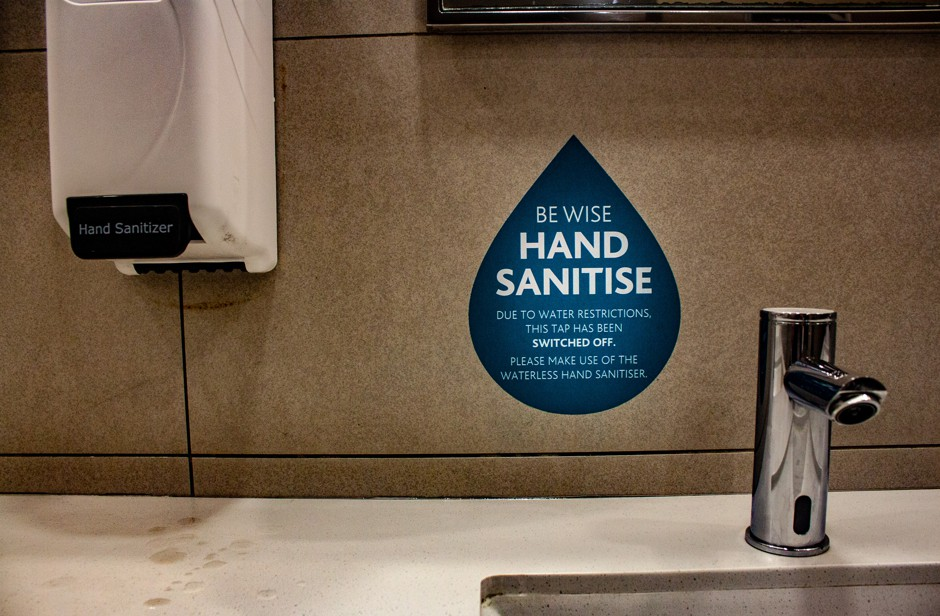 Hand Sanitizer
BE WISE
HAND
SANITISE
DUE TO WATER RESTRICTIONS,
THIS TAP HAS BEEN
SWITCHED OFF.
PLEASE MAKE USE OF THE
WATERLESS HAND SANITISER.